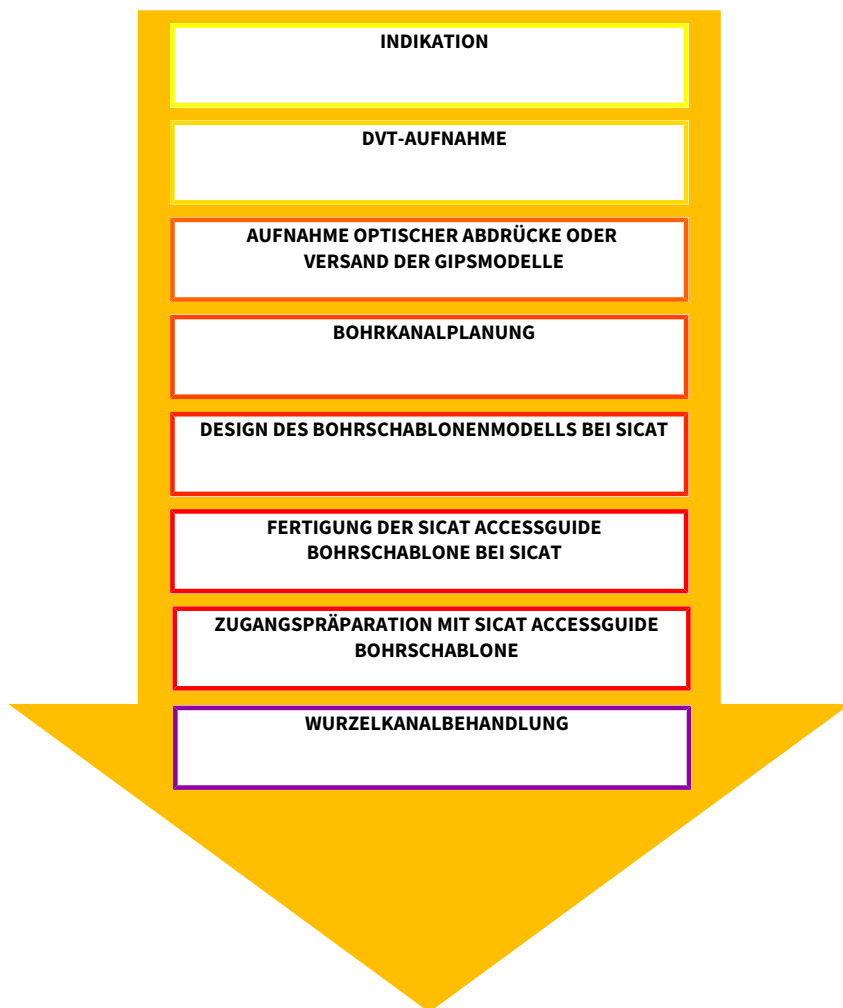 INDIKATION
DVT-AUFNAHME
AUFNAHME OPTISCHER ABDRÜCKE ODER
VERSAND DER GIPSMODELLE
BOHRKANALPLANUNG
DESIGN DES BOHRSCHABLONENMODELLS BEI SICAT
FERTIGUNG DER SICAT ACCESSGUIDE
BOHRSCHABLONE BEI SICAT
ZUGANGSPRÄPARATION MIT SICAT ACCESSGUIDE
BOHRSCHABLONE
WURZELKANALBEHANDLUNG